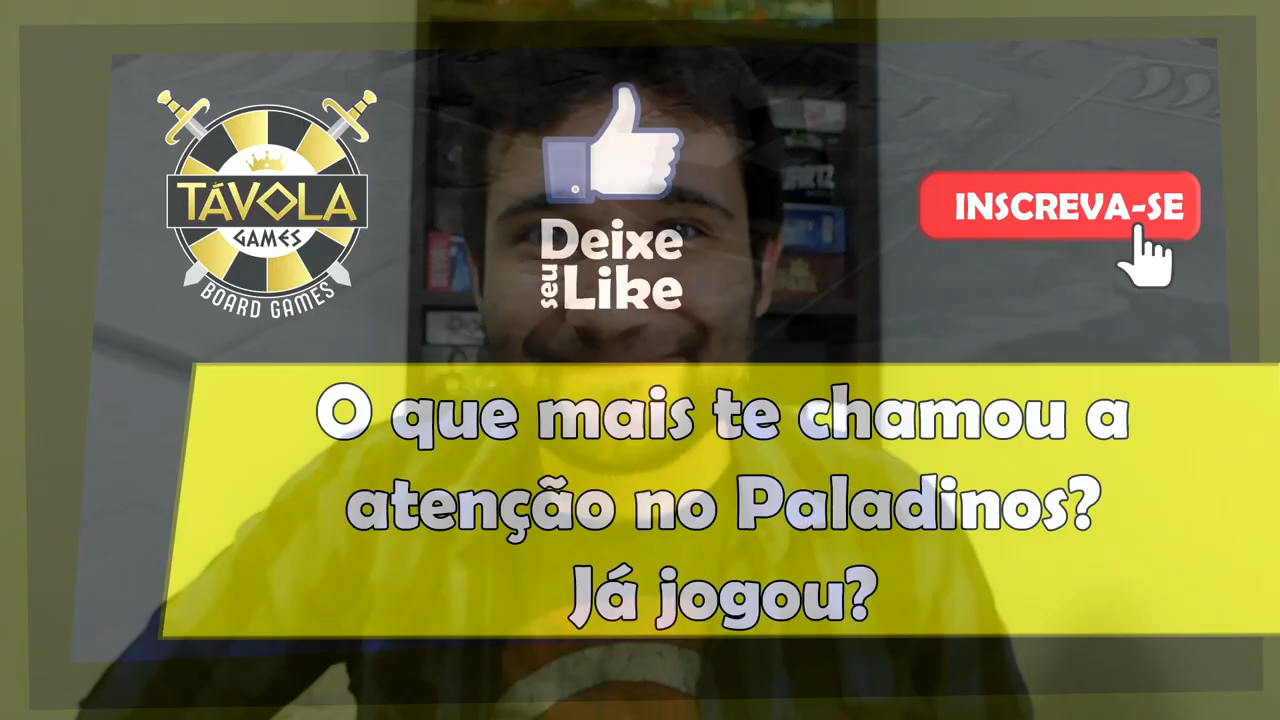 TÁVOLA
GAMES
BOARD GAMES
Deixe
seu Like
INSCREVA-SE
O que mais te chamou a
atenção no Paladinos?
Já jogou?